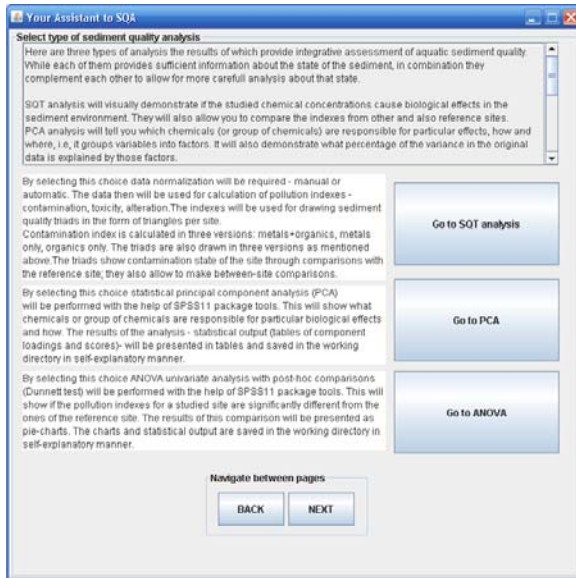 Your Assistant to SQA
Select type of sediment quality analysis
Here are three types of analysis the results of which provide integrative assessment of aquatic sediment quality.
While each of them provides sufficient information about the state of the sediment, in combination they
complement each other to allow for more carefull analysis about that state.
SQT analysis will visually demonstrate if the studied chemical concentrations cause biological effects in the
sediment environment. They will also allow you to compare the indexes from other and also reference sites.
PCA analysis will tell you which chemicals (or group of chemicals) are responsible for particular effects, how and
where, i.e, it groups variables into factors. It will also demonstrate what percentage of the variance in the original
data is explained by those factors.
By selecting this choice data normalization will be required - manual or
automatic. The data then will be used for calculation of pollution indexes -
contamination, toxicity, alteration.The indexes will be used for drawing sediment
quality triads in the form of triangles per site.
Contamination index is calculated in three versions: metals+organics, metals
only, organics only. The triads are also drawn in three versions as mentioned
above.The triads show contamination state of the site through comparisons with
the reference site; they also allow to make between-site comparisons.
Go to SQT analysis
By selecting this choice statistical principal component analysis (PCA)
will be performed with the help of SPSS11 package tools. This will show what
chemicals or group of chemicals are responsible for particular biological effects
and how. The results of the analysis - statistical output (tables of component
loadings and scores)- will be presented in tables and saved in the working
directory in self-explanatory manner.
Go to PCA
By selecting this choice ANOVA univariate analysis with post-hoc comparisons
(Dunnett test) will be performed with the help of SPSS11 package tools. This will
show if the pollution indexes for a studied site are significantly different from the
ones of the reference site. The results of this comparison will be presented as
pie-charts. The charts and statistical output are saved in the working directory in
self-explanatory manner.
Go to ANOVA
Navigate between pages
BACK
NEXT